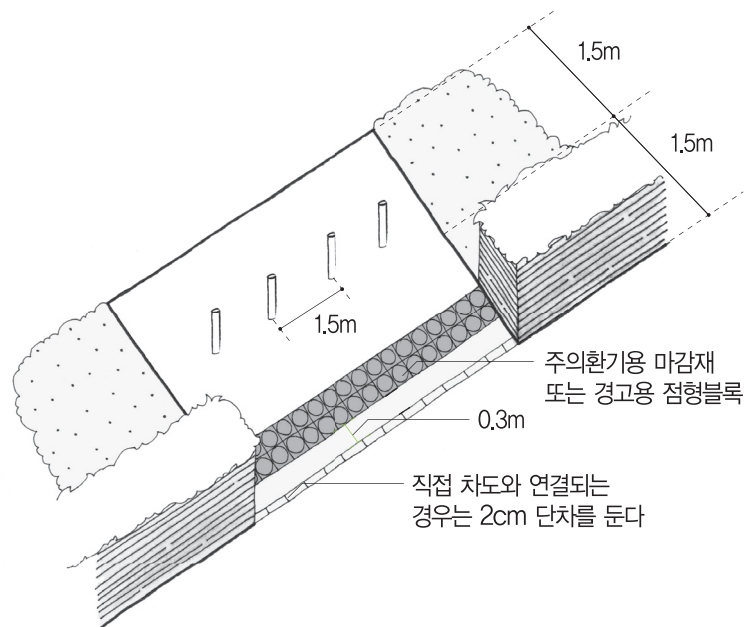 1.5m
1.5m
1.5m
주의환기용 마감재
또는 경고용 점형블록
0.3m
직접 차도와 연결되는
경우는 2cm 단차를 둔다